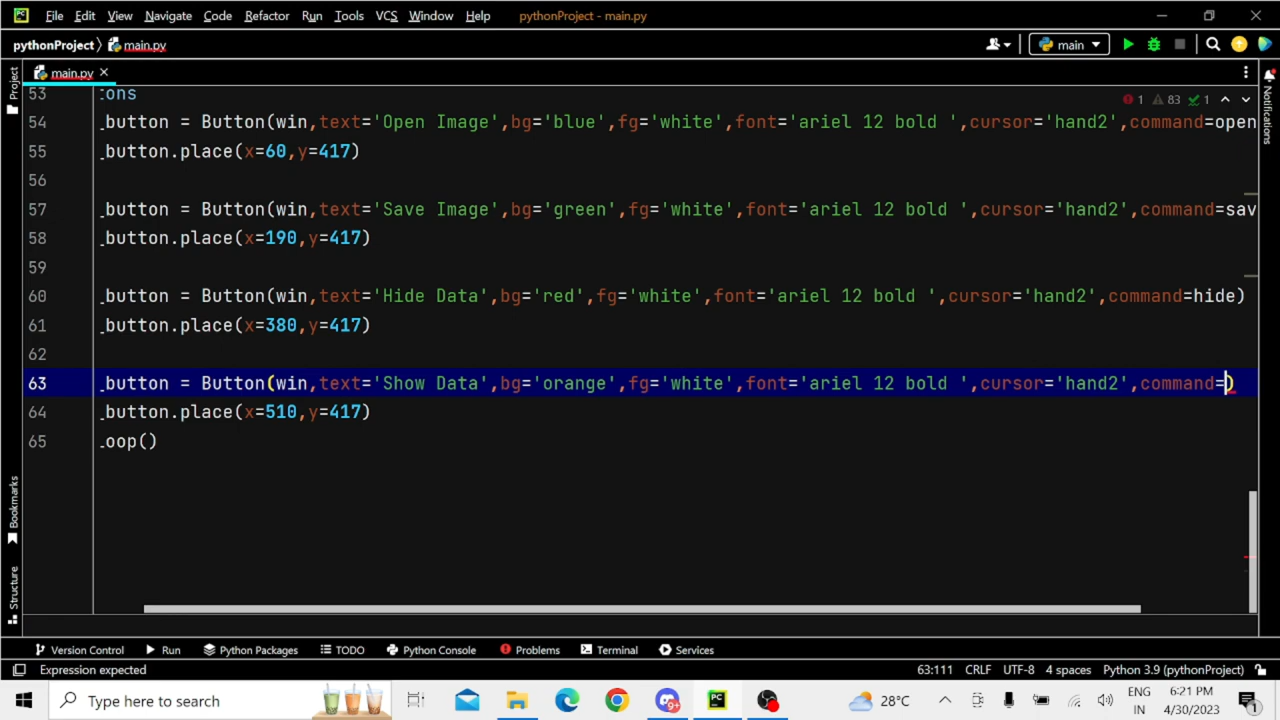 File Edit View Navigate Code Refactor Run Tools VCS Window Help pythonProject - main.py
pythonProject main.py main
Project main.py
Notifications
1 83 1
53 :ons
54 _button = Button(win,text='Open Image',bg='blue',fg='white',font='ariel 12 bold ',cursor='hand2',command=open
55 _button.place(x=60,y=417)
56
57 _button = Button(win,text='Save Image',bg='green',fg='white',font='ariel 12 bold ',cursor='hand2',command=sav
58 _button.place(x=190,y=417)
59
60 _button = Button(win,text='Hide Data',bg='red',fg='white',font='ariel 12 bold ',cursor='hand2',command=hide)
61 _button.place(x=380,y=417)
62
63 _button = Button(win,text='Show Data',bg='orange',fg='white',font='ariel 12 bold ',cursor='hand2',command=)
64 _button.place(x=510,y=417)
65 .oop()
Bookmarks
Structure
Version Control Run Python Packages TODO Python Console Problems Terminal Services
Expression expected 63:111 CRLF UTF-8 4 spaces Python 3.9 (pythonProject)
Type here to search 9+ PC 28°C ENG 6:21 PM
IN 4/30/2023 1